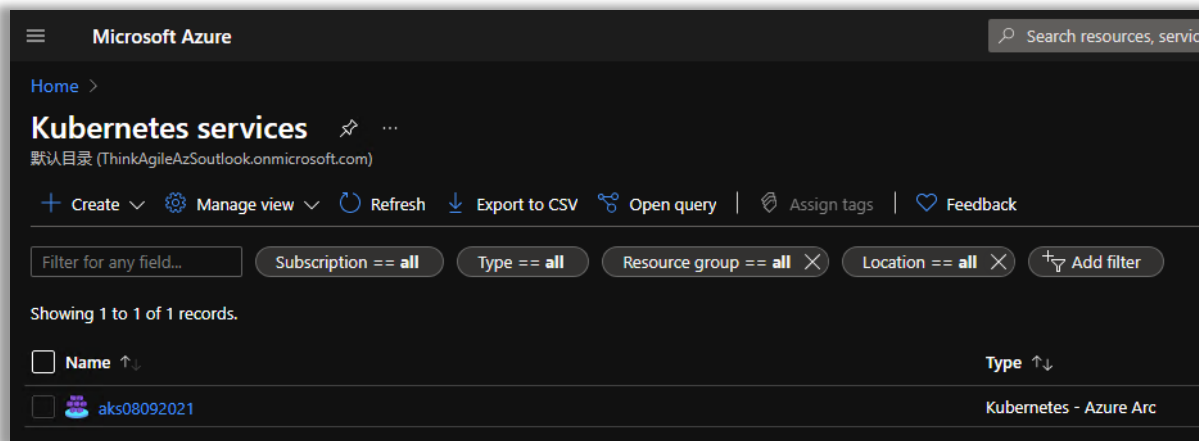 Microsoft Azure
Search resources, servic
Home >
Kubernetes services ...
默认目录 (ThinkAgileAzSoutlook.onmicrosoft.com)
+ Create Manage view Refresh Export to CSV Open query | Assign tags | Feedback
Filter for any field... Subscription == all Type == all Resource group == all Location == all Add filter
Showing 1 to 1 of 1 records.
Name ↑↓ Type ↑↓
aks08092021 Kubernetes - Azure Arc